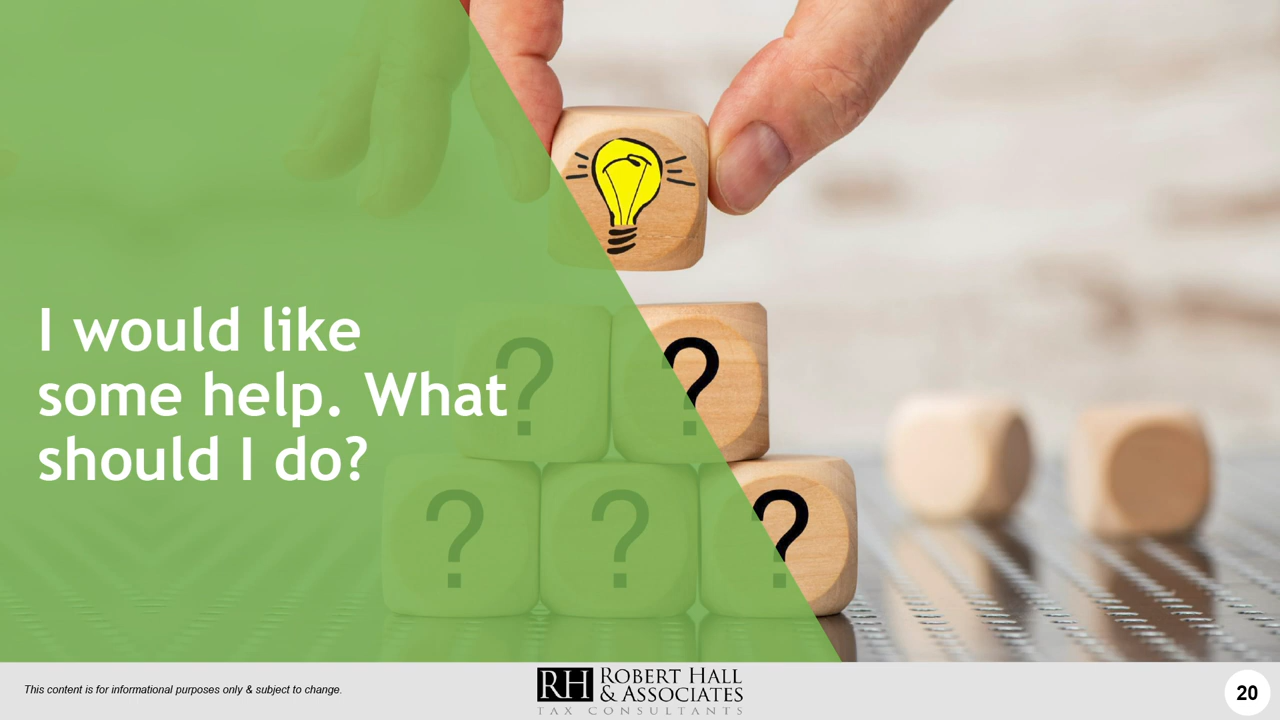 I would like
some help. What
should I do?
? ?
? ? ?
This content is for informational purposes only & subject to change.
RH ROBERT HALL
& ASSOCIATES
TAX CONSULTANTS
20